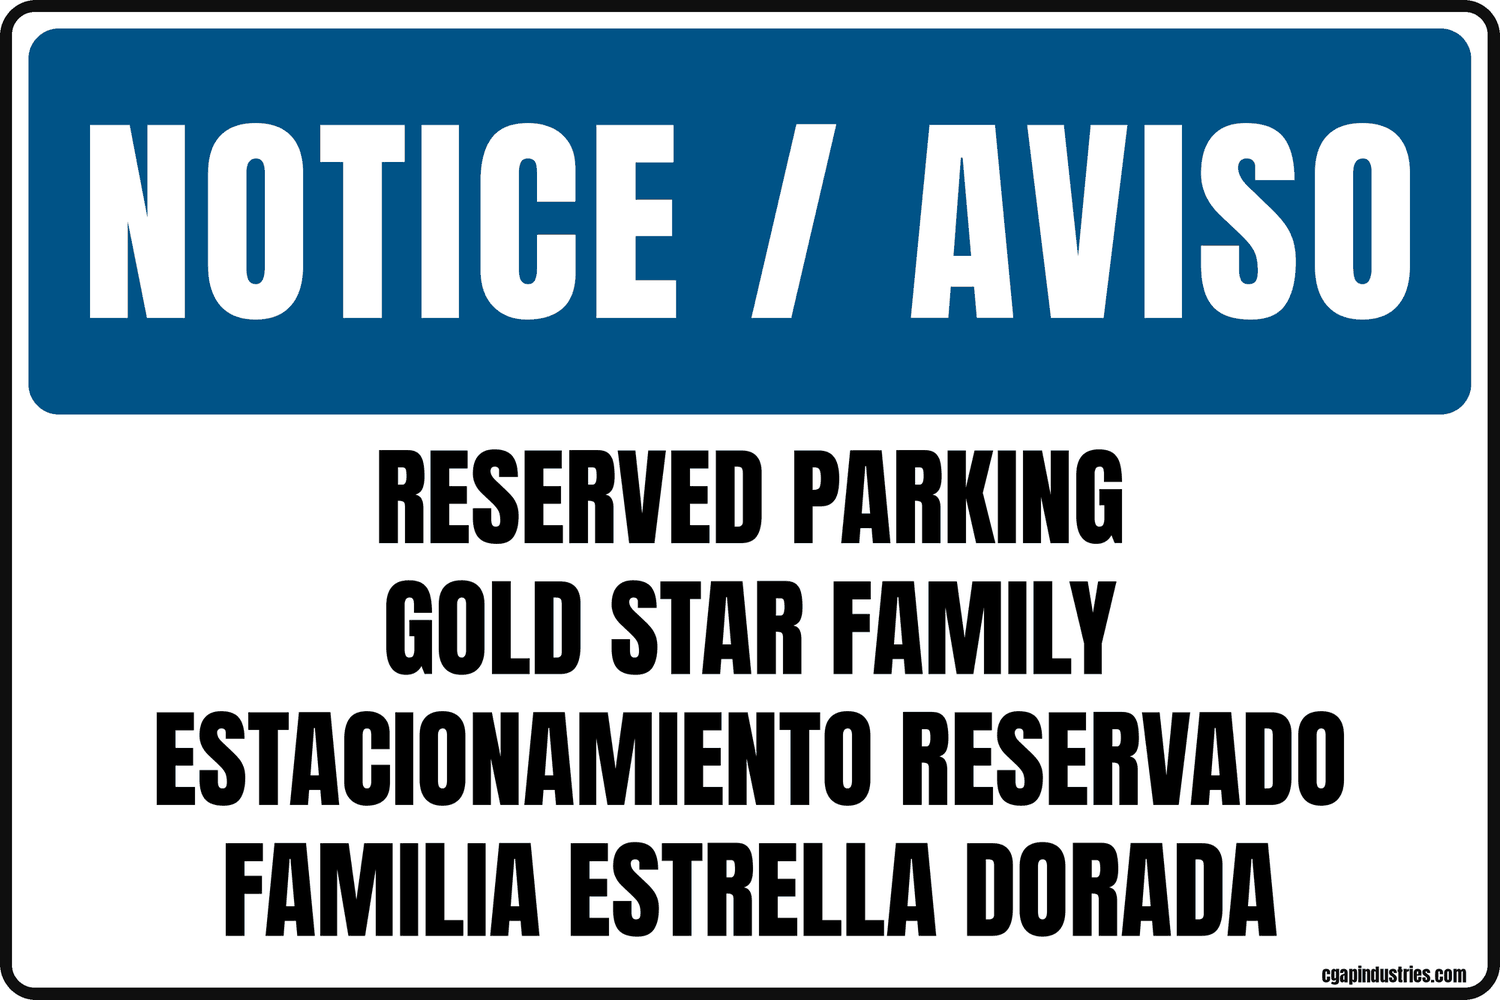 NOTICE / AVISO
RESERVED PARKING
GOLD STAR FAMILY
ESTACIONAMIENTO RESERVADO
FAMILIA ESTRELLA DORADA
cgapindustries.com